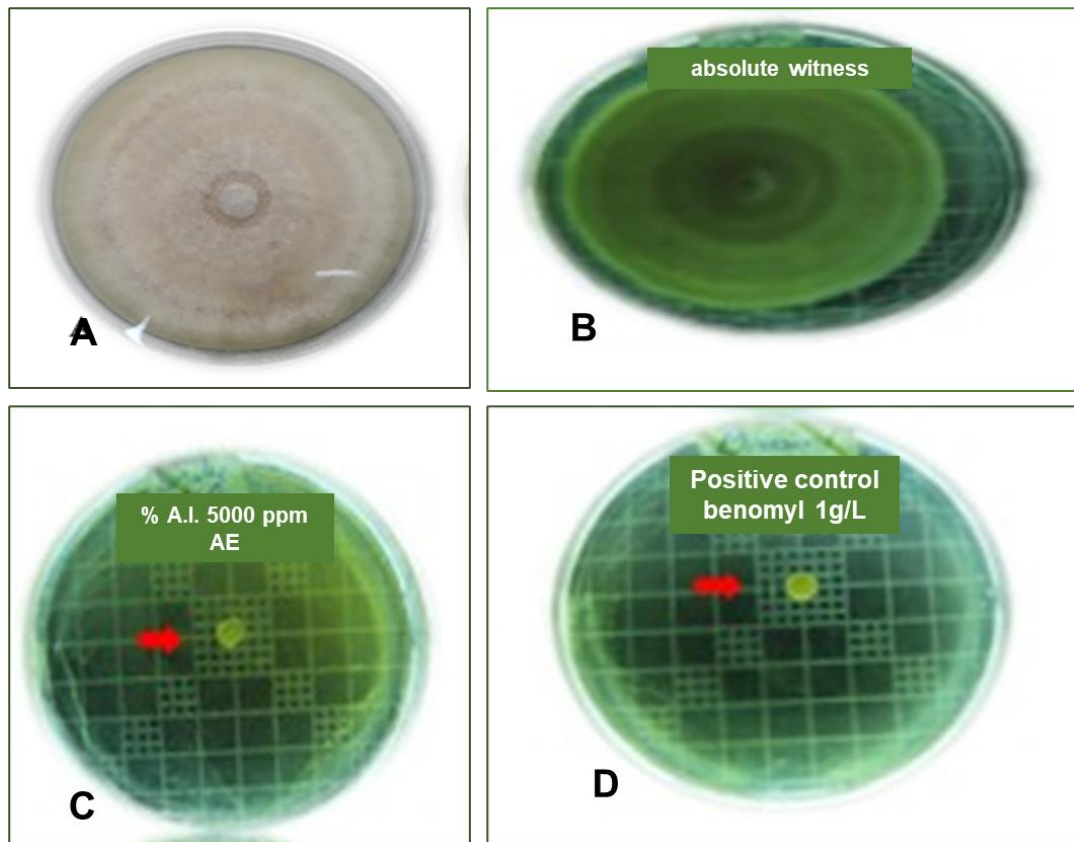 A
absolute witness
B
% A.I. 5000 ppm
AE
C
Positive control
benomyl 1g/L
D